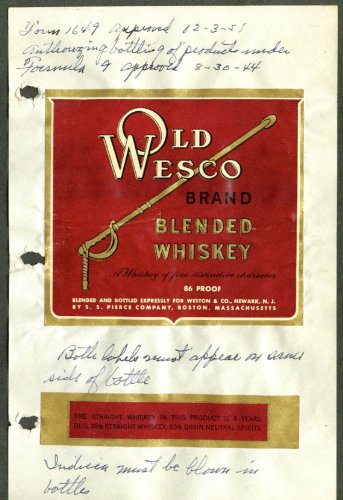 Form 1649 approved 12-3-51
authorizing bottling of products under
Formula 9 approved 8-30-44
OLD
WESCO
BRAND
BLENDED
WHISKEY
A Whiskey of fine distinctive character
86 PROOF
BLENDED AND BOTTLED EXPRESSLY FOR WESTON & CO., NEWARK, N. J.
BY S. S. PIERCE COMPANY, BOSTON, MASSACHUSETTS
Both labels must appear on same
side of bottle
THE STRAIGHT WHISKEY IN THIS PRODUCT IS 4 YEARS
OLD, 35% STRAIGHT WHISKEY, 65% GRAIN NEUTRAL SPIRITS
Indicia must be blown in
bottles